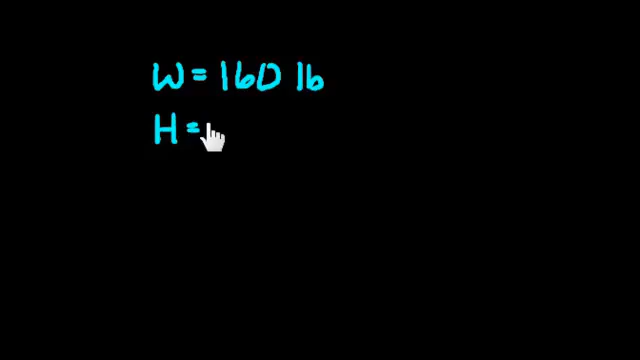 W = 160 lb
H =